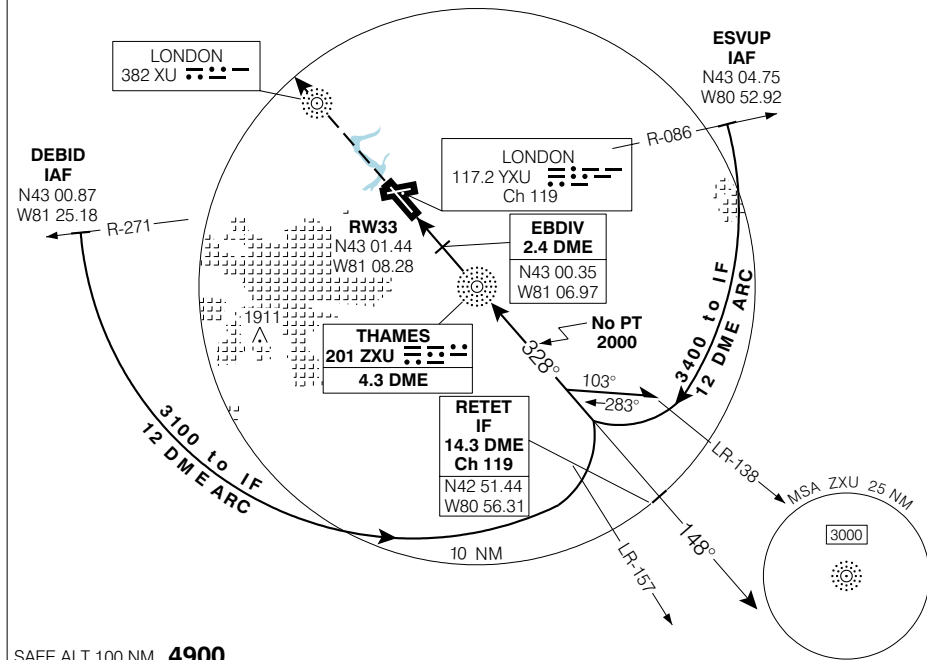 LONDON
382 XU
ESVUP
IAF
N43 04.75
W80 52.92
R-086
DEBID
IAF
N43 00.87
W81 25.18
R-271
LONDON
117.2 YXU
Ch 119
RW33
N43 01.44
W81 08.28
EBDIV
2.4 DME
N43 00.35
W81 06.97
1911
THAMES
201 ZXU
4.3 DME
No PT
2000
328°
103°
283°
3400 to IF
12 DME ARC
RETET
IF
14.3 DME
Ch 119
N42 51.44
W80 56.31
3100 to IF
12 DME ARC
LR-138
MSA ZXU 25 NM
3000
148°
10 NM
LR-157
SAFE ALT 100 NM 4900